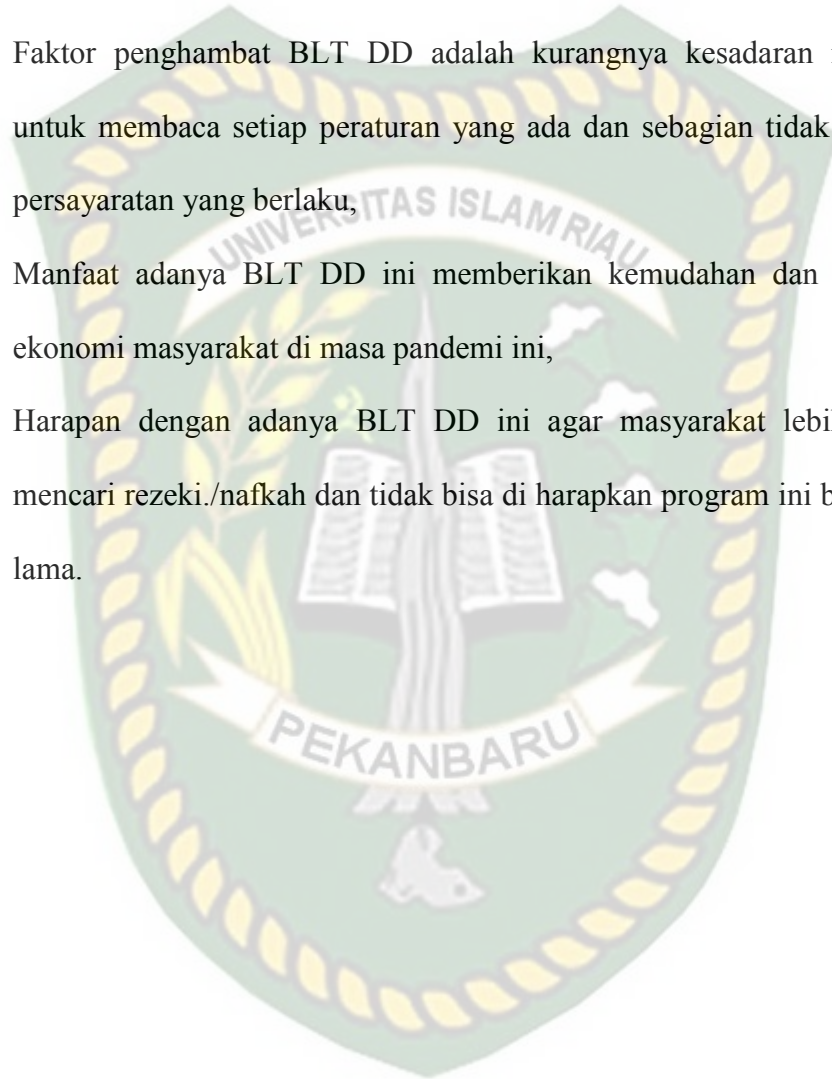 Faktor penghambat BLT DD adalah kurangnya kesadaran
untuk membaca setiap peraturan yang ada dan sebagian tidak
persayaratan yang berlaku,
UNIVERSITAS ISLAM RIAU
Manfaat adanya BLT DD ini memberikan kemudahan dan
ekonomi masyarakat di masa pandemi ini,
Harapan dengan adanya BLT DD ini agar masyarakat
mencari rezeki./nafkah dan tidak bisa di harapkan program ini
lama.
PEKANBARU